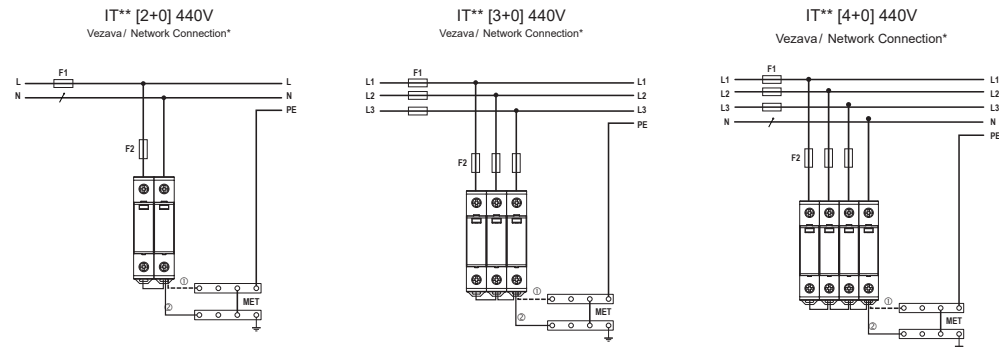 IT** [2+0] 440V
Vezava / Network Connection*
F1
L
L
N
N
PE
F2
①
MET
②
IT** [3+0] 440V
Vezava / Network Connection*
F1
L1
L1
L2
L2
L3
L3
PE
F2
①
MET
②
IT** [4+0] 440V
Vezava / Network Connection*
F1
L1
L1
L2
L2
L3
L3
N
N
PE
F2
①
MET
②